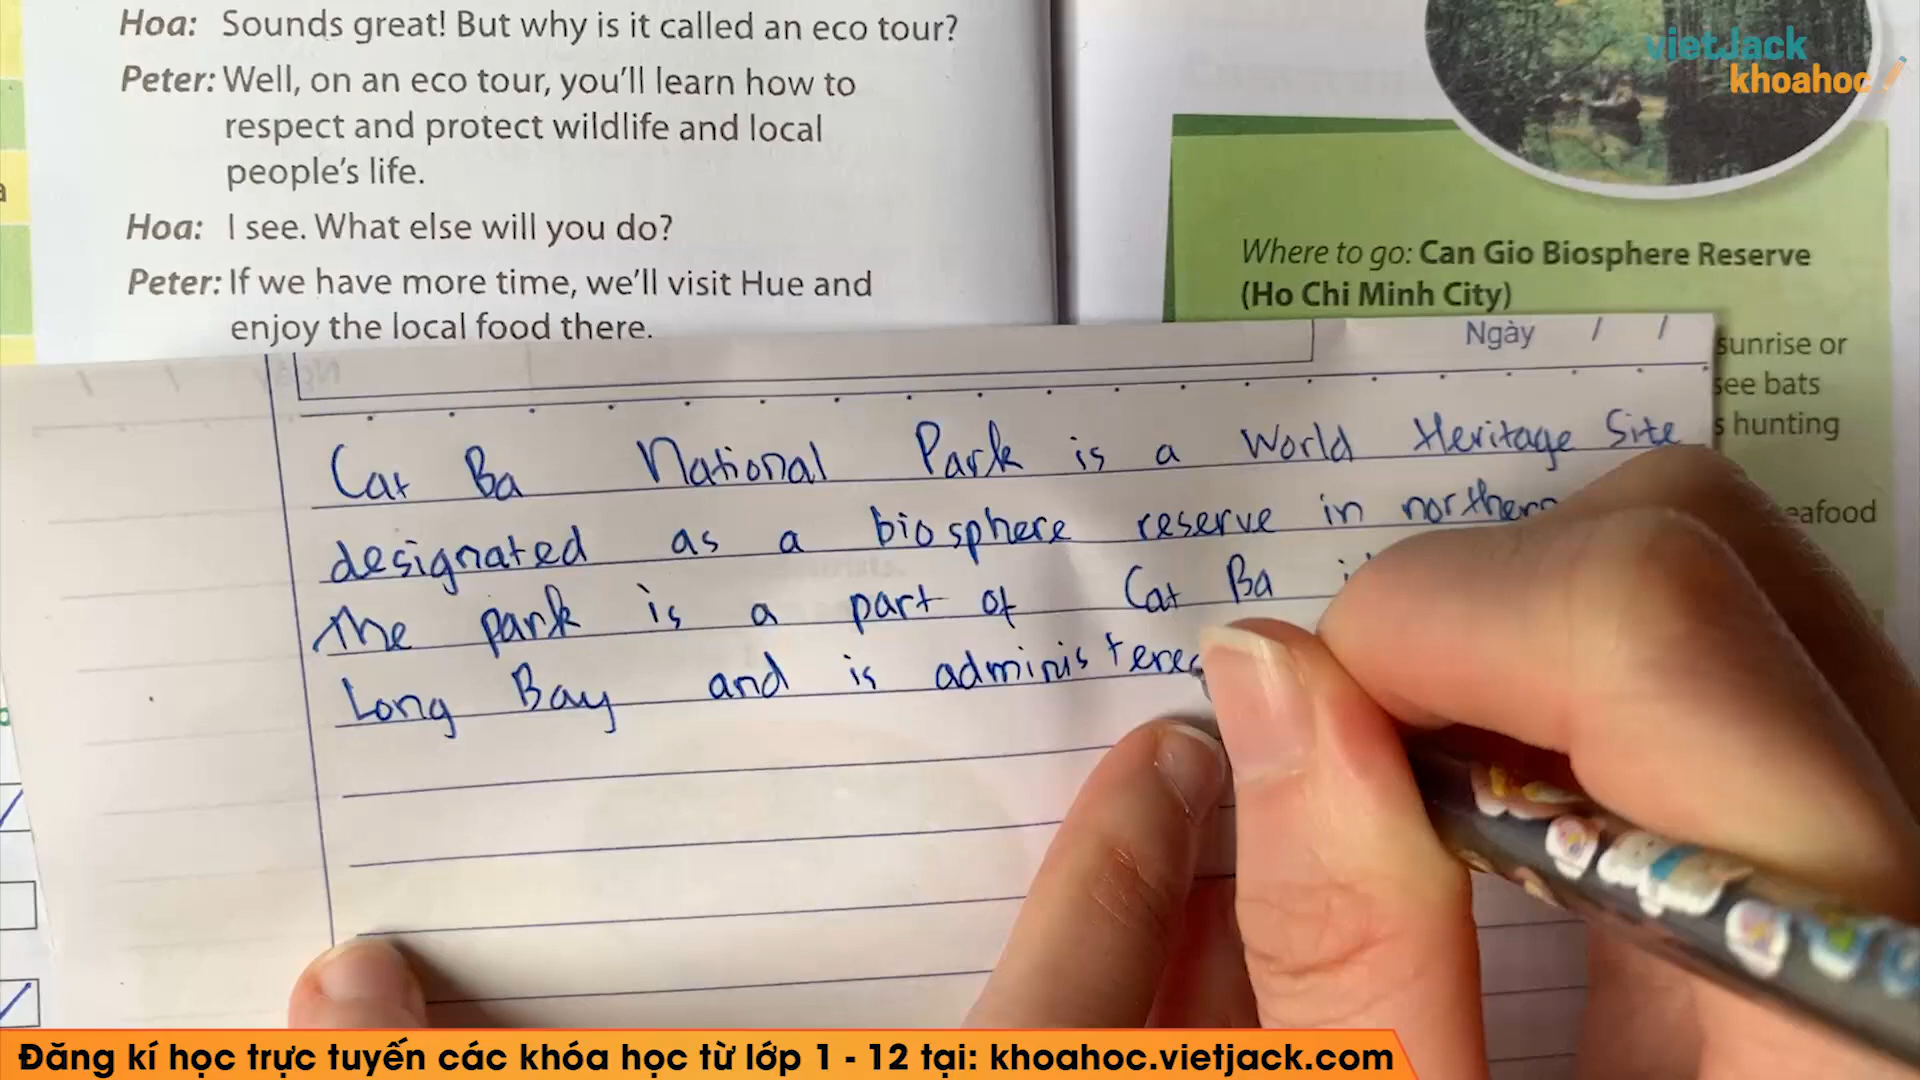 Hoa: Sounds great! But why is it called an eco tour?
Peter: Well, on an eco tour, you'll learn how to
respect and protect wildlife and local
people's life.
Hoa: I see. What else will you do?
Peter: If we have more time, we'll visit Hue and
enjoy the local food there.
vietJack
khoahoc
Where to go: Can Gio Biosphere Reserve
(Ho Chi Minh City)
sunrise or
see bats
hunting
Ngày / /
Cat Ba National Park is a World Heritage Site
designated as a biosphere reserve in northern
The park is a part of Cat Ba
Long Bay and is administered
Đăng kí học trực tuyến các khóa học từ lớp 1 - 12 tại: khoahoc.vietjack.com